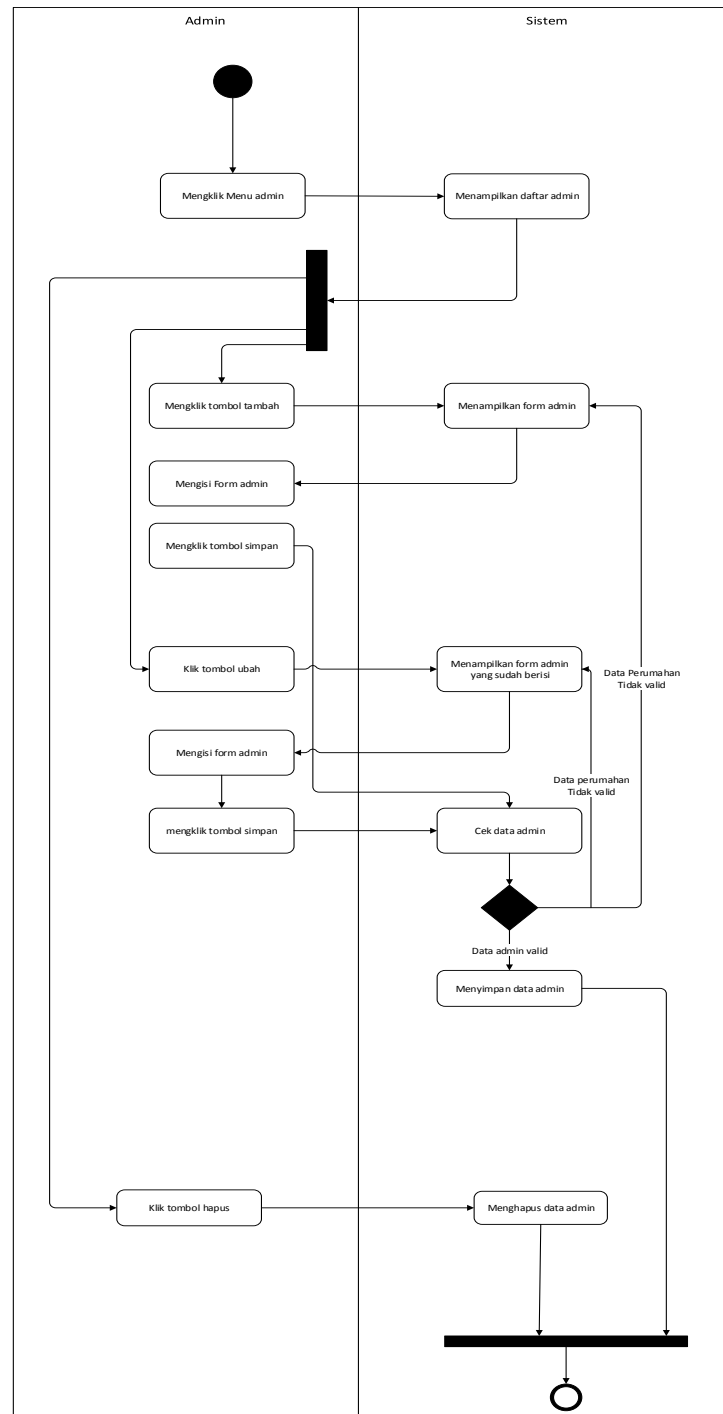 Admin
Sistem
Mengklik Menu admin
Menampilkan daftar admin
Mengklik tombol tambah
Menampilkan form admin
Mengisi Form admin
Mengklik tombol simpan
Klik tombol ubah
Menampilkan form admin
yang sudah berisi
Data Perumahan
Tidak valid
Mengisi form admin
Data perumahan
Tidak valid
mengklik tombol simpan
Cek data admin
Data admin valid
Menyimpan data admin
Klik tombol hapus
Menghapus data admin